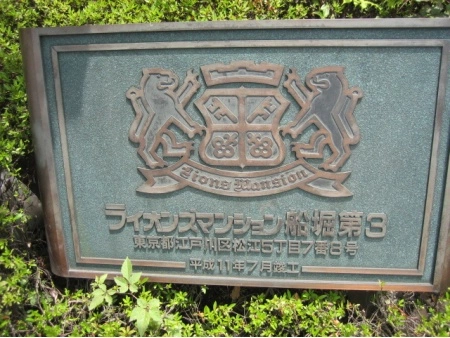 Lions Mansion
ライオンズマンション船堀第3
東京都江戸川区松江5丁目7番8号
平成11年7月竣工